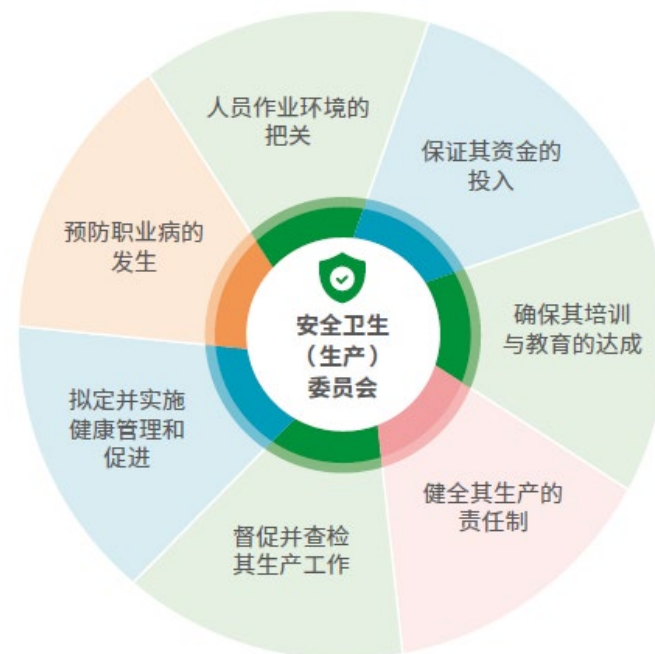 人员作业环境的
把关
保证其资金的
投入
确保其培训
与教育的达成
健全其生产的
责任制
督促并查检
其生产工作
拟定并实施
健康管理和
促进
预防职业病的
发生
安全卫生
（生产）
委员会